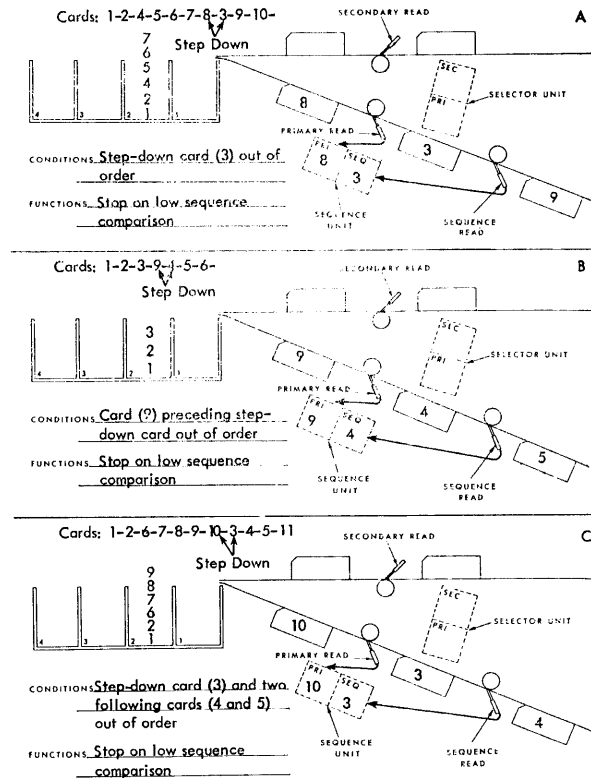 Cards: 1-2-4-5-6-7-8-3-9-10-
Step Down
A
SECONDARY READ
7
6
5
4
2
1
4 3 2 1
SEC
PRI
SELECTOR UNIT
8
PRIMARY READ
3
9
PRI
8
SEQ
3
SEQUENCE UNIT
SEQUENCE READ
CONDITIONS Step-down card (3) out of
order
FUNCTIONS Stop on low sequence
comparison
Cards: 1-2-3-9-4-5-6-
Step Down
B
SECONDARY READ
3
2
1
4 3 2 1
SEC
PRI
SELECTOR UNIT
9
PRIMARY READ
4
5
PRI
9
SEQ
4
SEQUENCE UNIT
SEQUENCE READ
CONDITIONS Card (9) preceding step-
down card out of order
FUNCTIONS Stop on low sequence
comparison
Cards: 1-2-6-7-8-9-10-3-4-5-11
Step Down
C
SECONDARY READ
9
8
7
6
2
1
4 3 2 1
SEC
PRI
SELECTOR UNIT
10
PRIMARY READ
3
4
PRI
10
SEQ
3
SEQUENCE UNIT
SEQUENCE READ
CONDITIONS Step-down card (3) and two
following cards (4 and 5)
out of order
FUNCTIONS Stop on low sequence
comparison